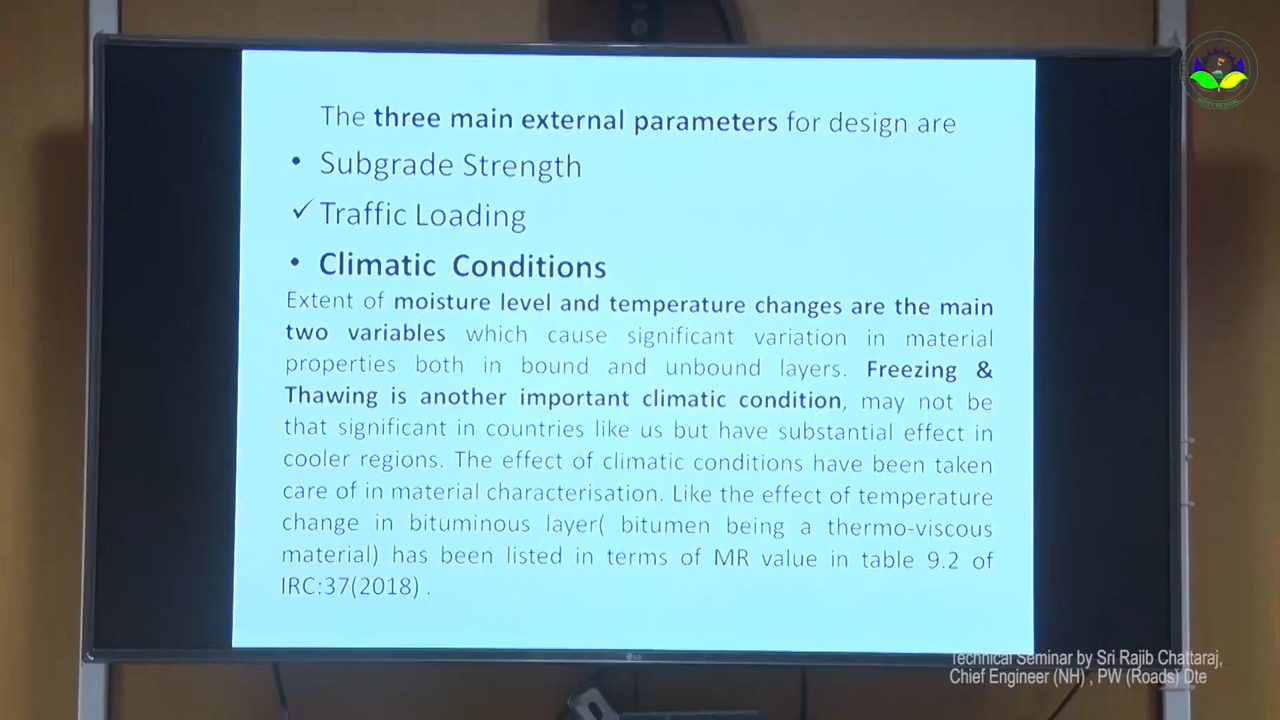 The three main external parameters for design are
• Subgrade Strength
✓ Traffic Loading
• Climatic Conditions
Extent of moisture level and temperature changes are the main
two variables which cause significant variation in material
properties both in bound and unbound layers. Freezing &
Thawing is another important climatic condition, may not be
that significant in countries like us but have substantial effect in
cooler regions. The effect of climatic conditions have been taken
care of in material characterisation. Like the effect of temperature
change in bituminous layer( bitumen being a thermo-viscous
material) has been listed in terms of MR value in table 9.2 of
IRC:37(2018) .
LG
Technical Seminar by Sri Rajib Chattaraj,
Chief Engineer (NH) , PW (Roads) Dte